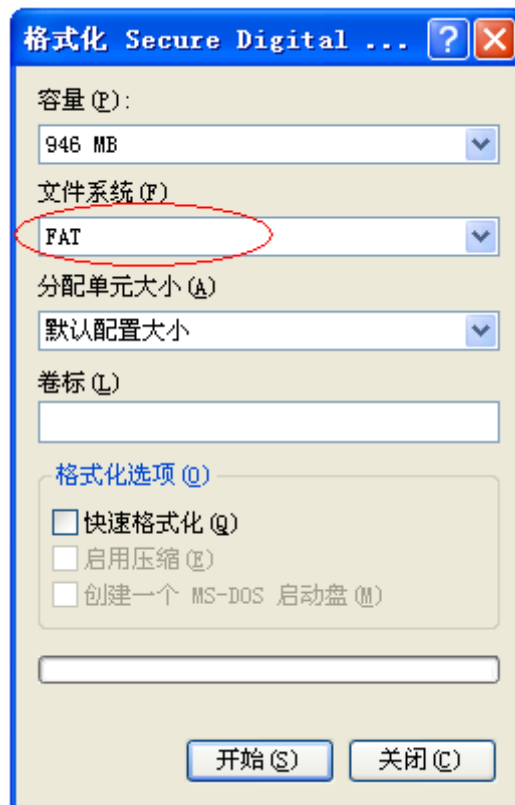 格式化 Secure Digital ...
容量(P):
946 MB
文件系统(F)
FAT
分配单元大小(A)
默认配置大小
卷标(L)
格式化选项(O)
快速格式化(Q)
启用压缩(E)
创建一个 MS-DOS 启动盘(M)
开始(S)
关闭(C)